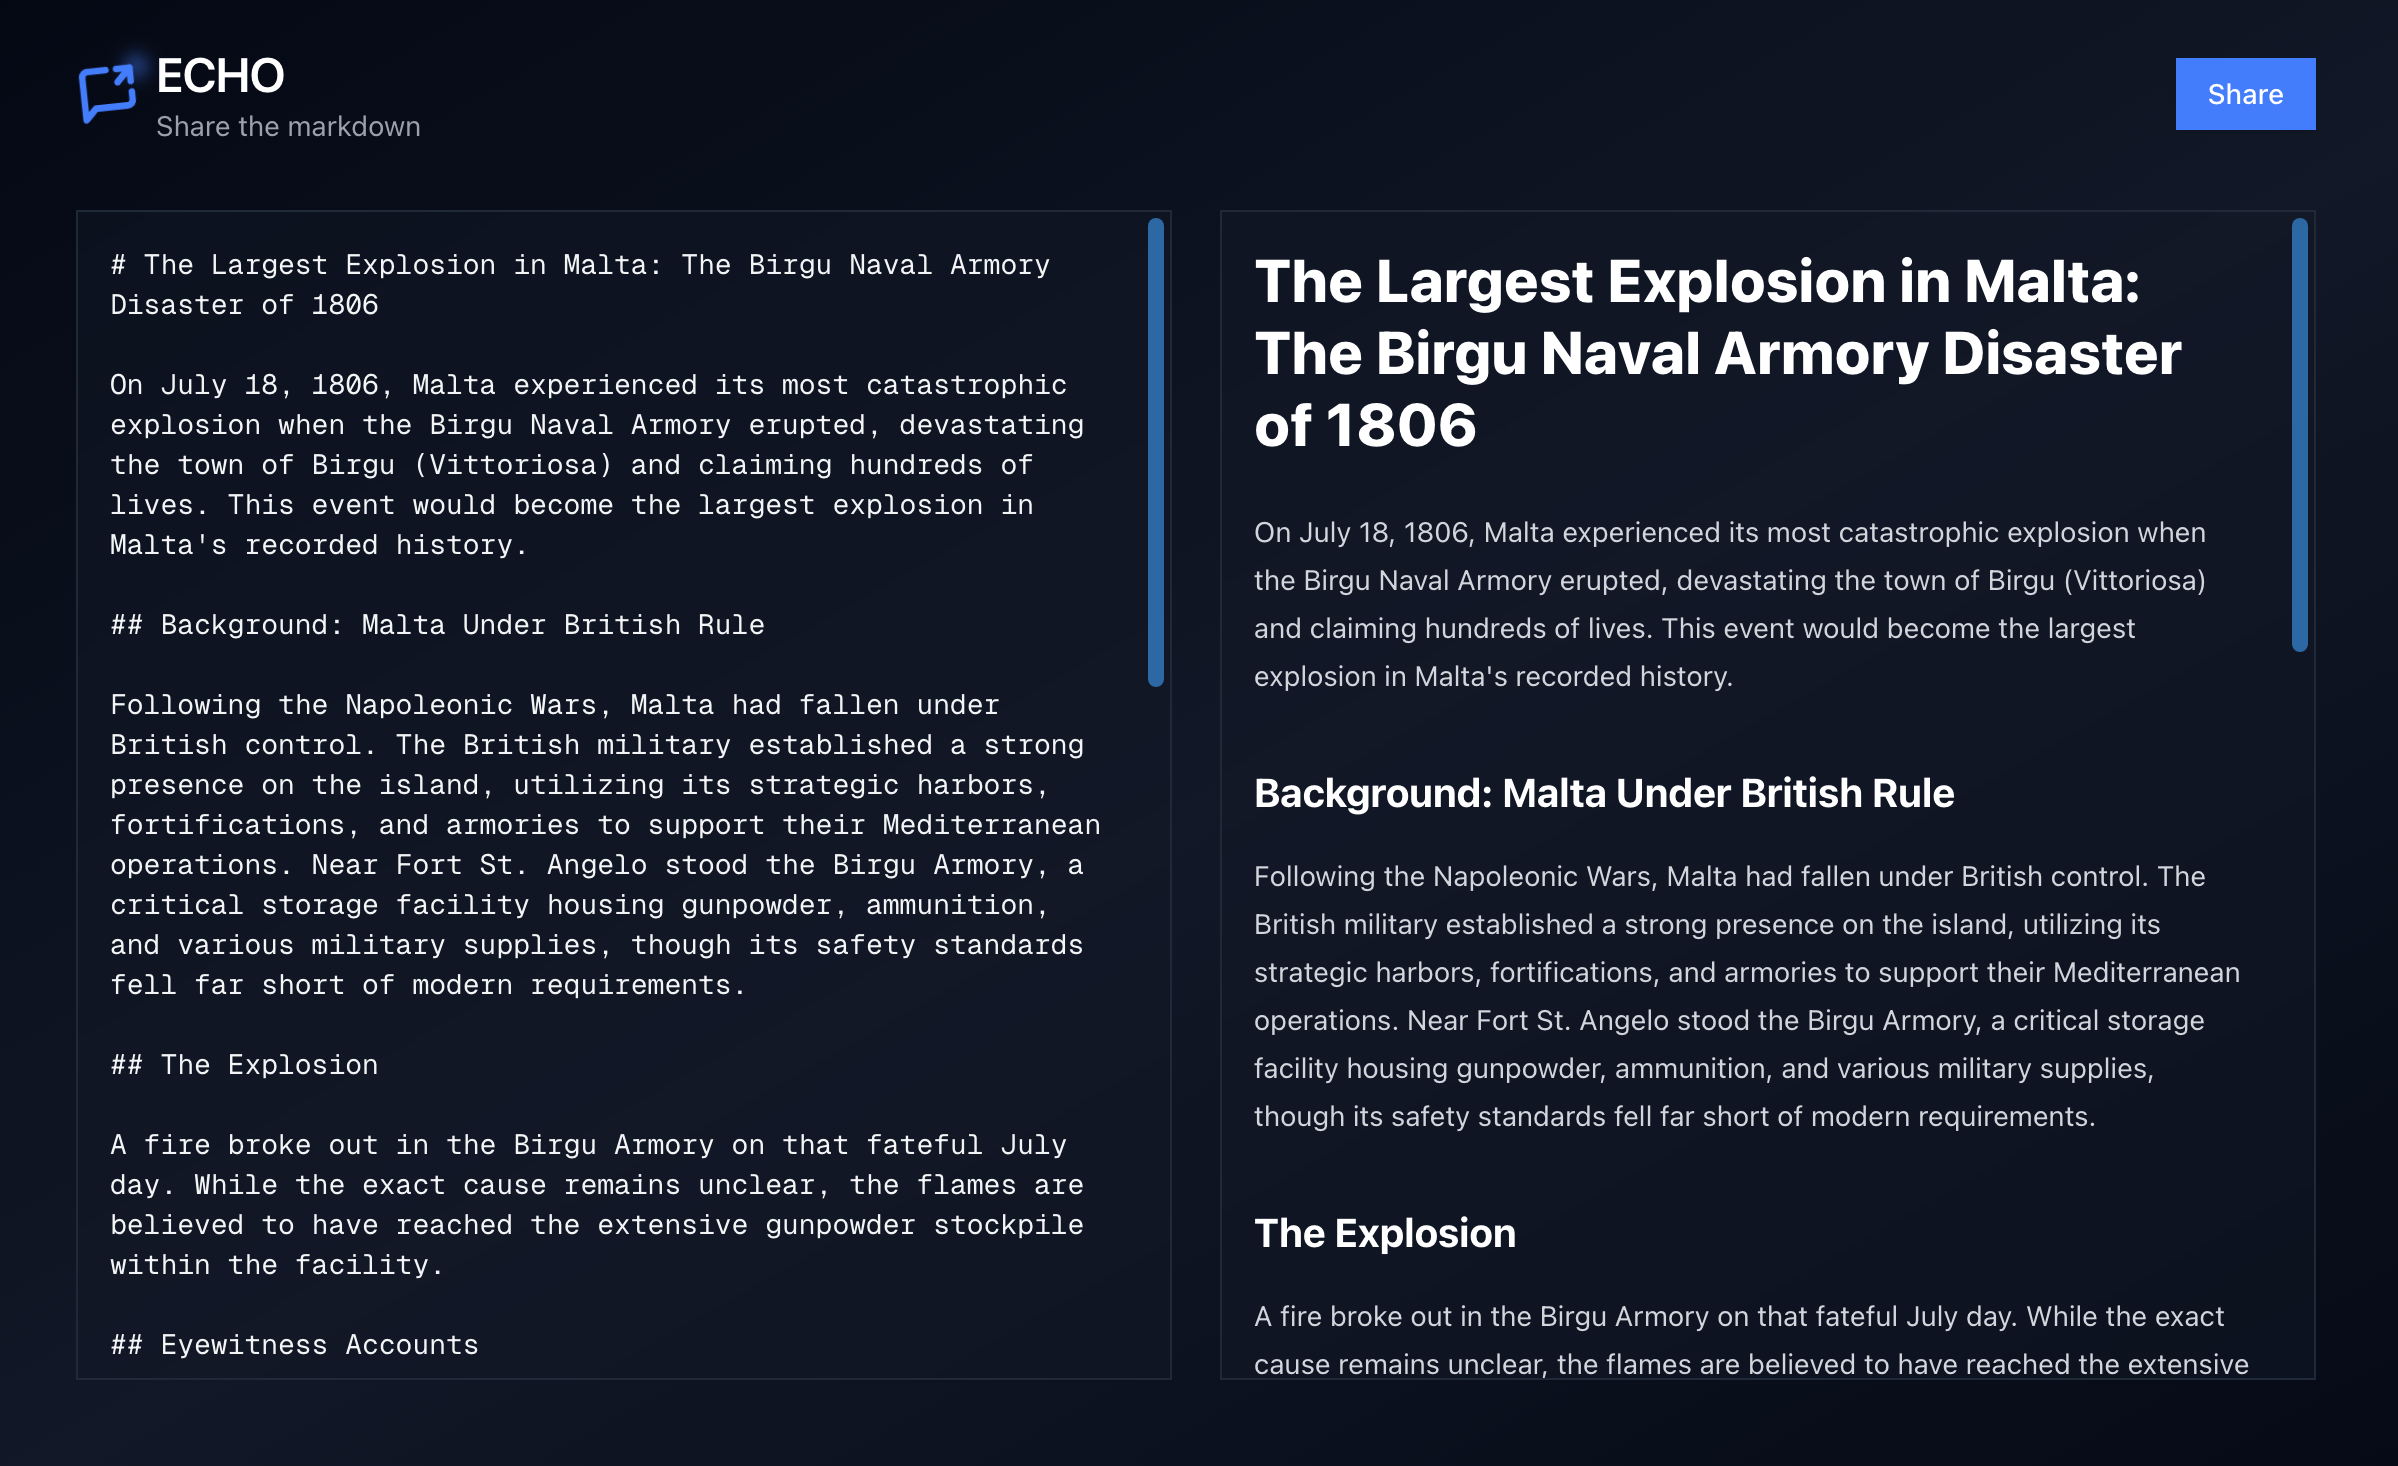 ECHO
Share the markdown
Share
# The Largest Explosion in Malta: The Birgu Naval Armory
Disaster of 1806
On July 18, 1806, Malta experienced its most catastrophic
explosion when the Birgu Naval Armory erupted, devastating
the town of Birgu (Vittoriosa) and claiming hundreds of
lives. This event would become the largest explosion in
Malta's recorded history.
## Background: Malta Under British Rule
Following the Napoleonic Wars, Malta had fallen under
British control. The British military established a strong
presence on the island, utilizing its strategic harbors,
fortifications, and armories to support their Mediterranean
operations. Near Fort St. Angelo stood the Birgu Armory, a
critical storage facility housing gunpowder, ammunition,
and various military supplies, though its safety standards
fell far short of modern requirements.
## The Explosion
A fire broke out in the Birgu Armory on that fateful July
day. While the exact cause remains unclear, the flames are
believed to have reached the extensive gunpowder stockpile
within the facility.
## Eyewitness Accounts
The Largest Explosion in Malta:
The Birgu Naval Armory Disaster
of 1806
On July 18, 1806, Malta experienced its most catastrophic explosion when
the Birgu Naval Armory erupted, devastating the town of Birgu (Vittoriosa)
and claiming hundreds of lives. This event would become the largest
explosion in Malta's recorded history.
Background: Malta Under British Rule
Following the Napoleonic Wars, Malta had fallen under British control. The
British military established a strong presence on the island, utilizing its
strategic harbors, fortifications, and armories to support their Mediterranean
operations. Near Fort St. Angelo stood the Birgu Armory, a critical storage
facility housing gunpowder, ammunition, and various military supplies,
though its safety standards fell far short of modern requirements.
The Explosion
A fire broke out in the Birgu Armory on that fateful July day. While the exact
cause remains unclear, the flames are believed to have reached the extensive